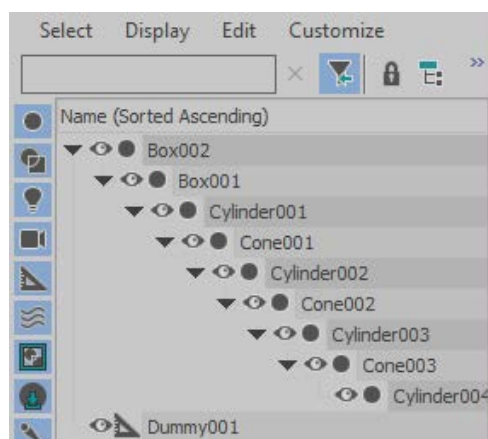 Select Display Edit Customize
Name (Sorted Ascending)
Box002
Box001
Cylinder001
Cone001
Cylinder002
Cone002
Cylinder003
Cone003
Cylinder004
Dummy001